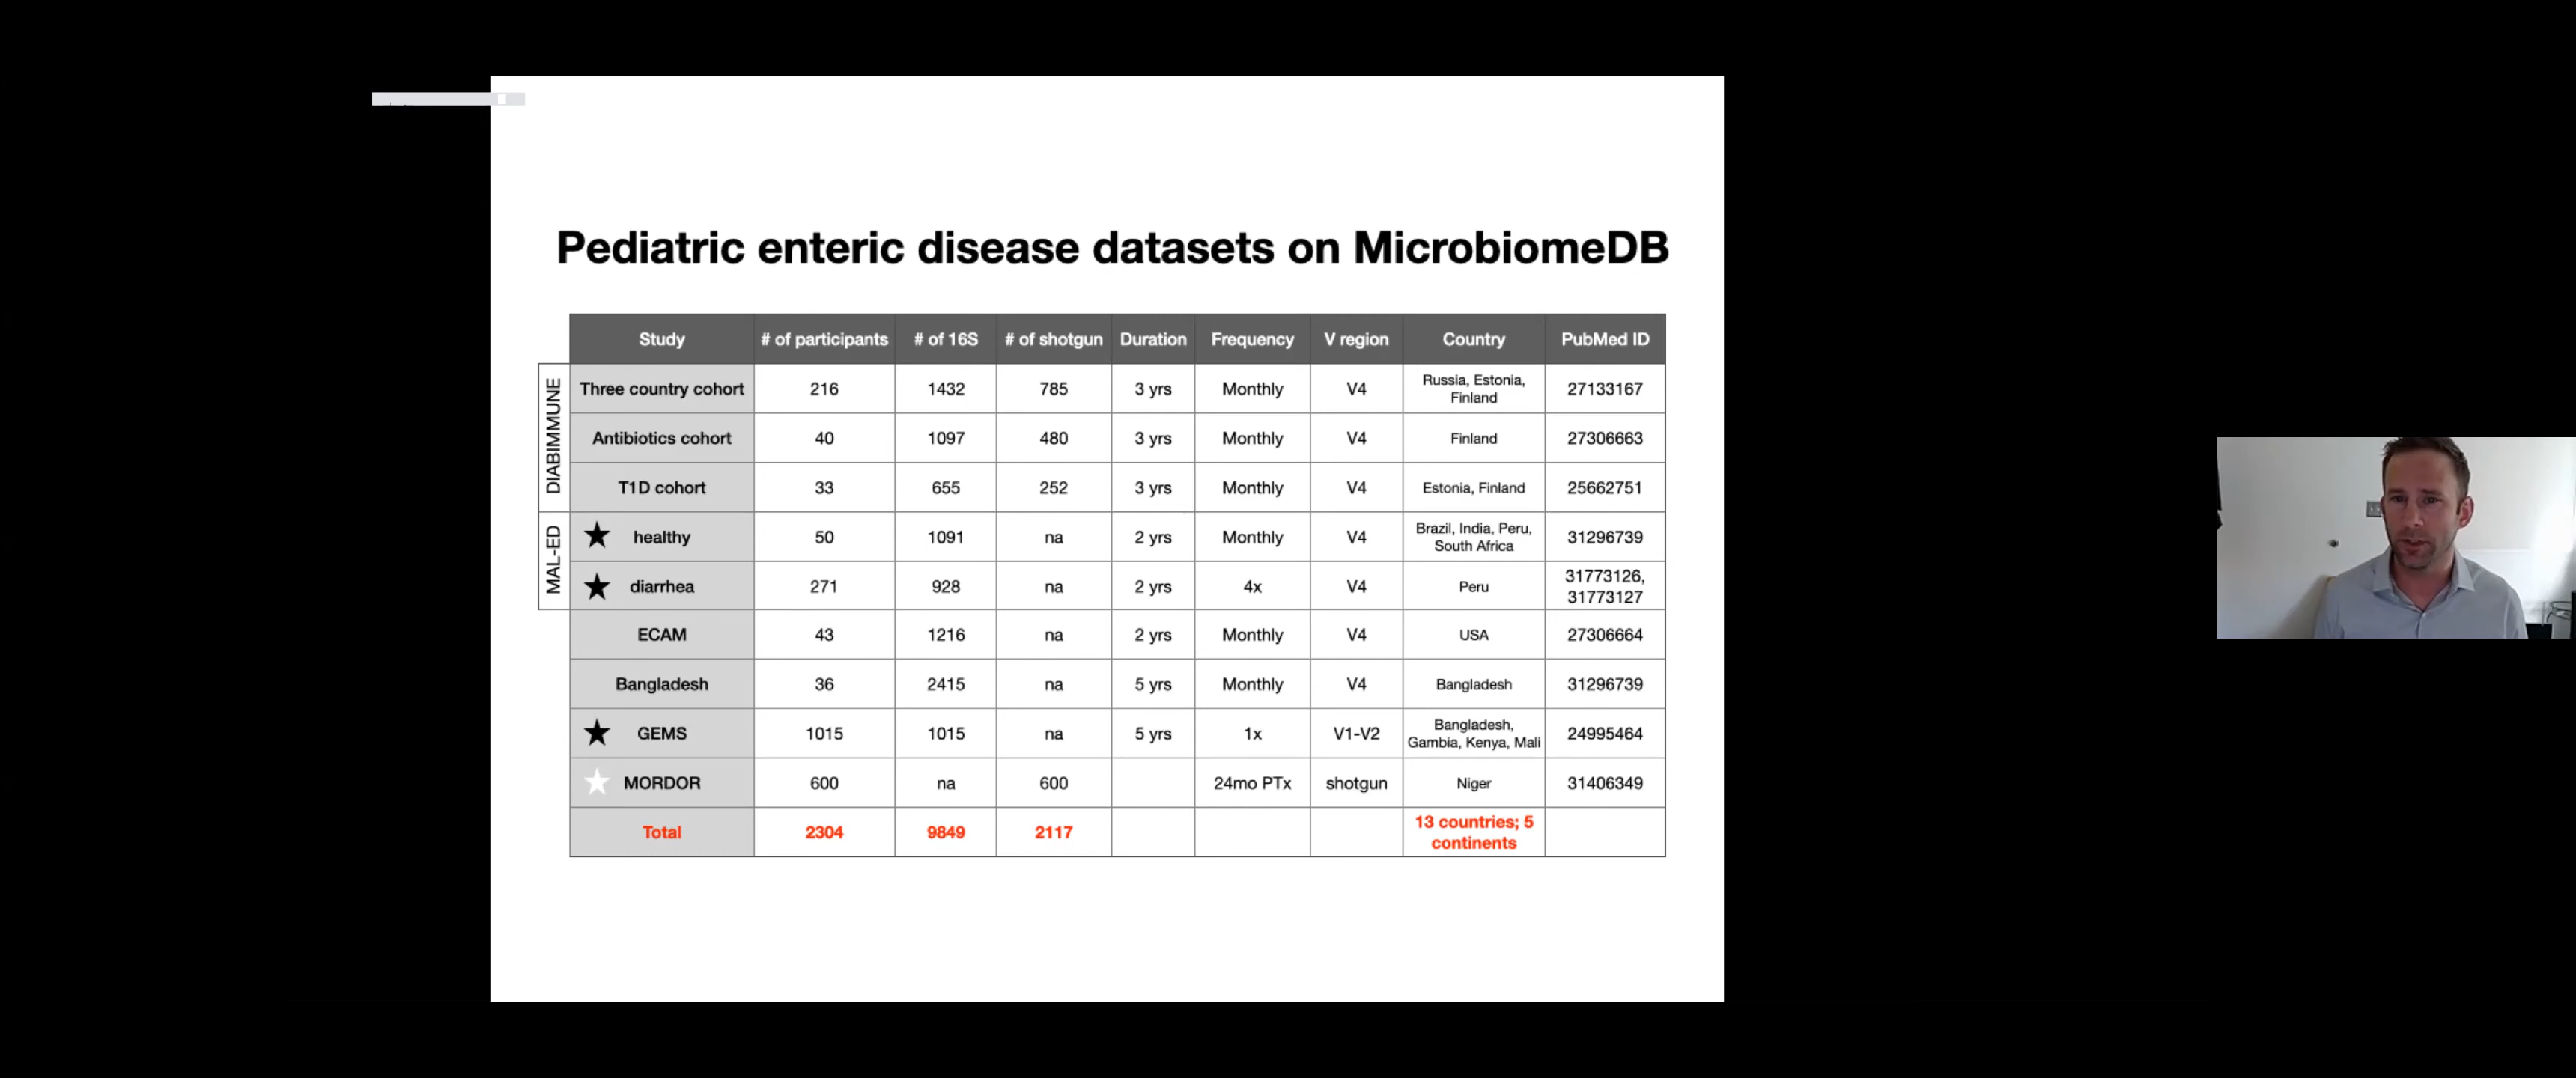 Pediatric enteric disease datasets on MicrobiomeDB
Study # of participants # of 16S # of shotgun Duration Frequency V region Country PubMed ID
DIABIMMUNE
Three country cohort 216 1432 785 3 yrs Monthly V4 Russia, Estonia, Finland 27133167
Antibiotics cohort 40 1097 480 3 yrs Monthly V4 Finland 27306663
T1D cohort 33 655 252 3 yrs Monthly V4 Estonia, Finland 25662751
MAL-ED
healthy 50 1091 na 2 yrs Monthly V4 Brazil, India, Peru, South Africa 31296739
diarrhea 271 928 na 2 yrs 4x V4 Peru 31773126, 31773127
ECAM 43 1216 na 2 yrs Monthly V4 USA 27306664
Bangladesh 36 2415 na 5 yrs Monthly V4 Bangladesh 31296739
GEMS 1015 1015 na 5 yrs 1x V1-V2 Bangladesh, Gambia, Kenya, Mali 24995464
MORDOR 600 na 600 24mo PTx shotgun Niger 31406349
Total 2304 9849 2117 13 countries; 5 continents